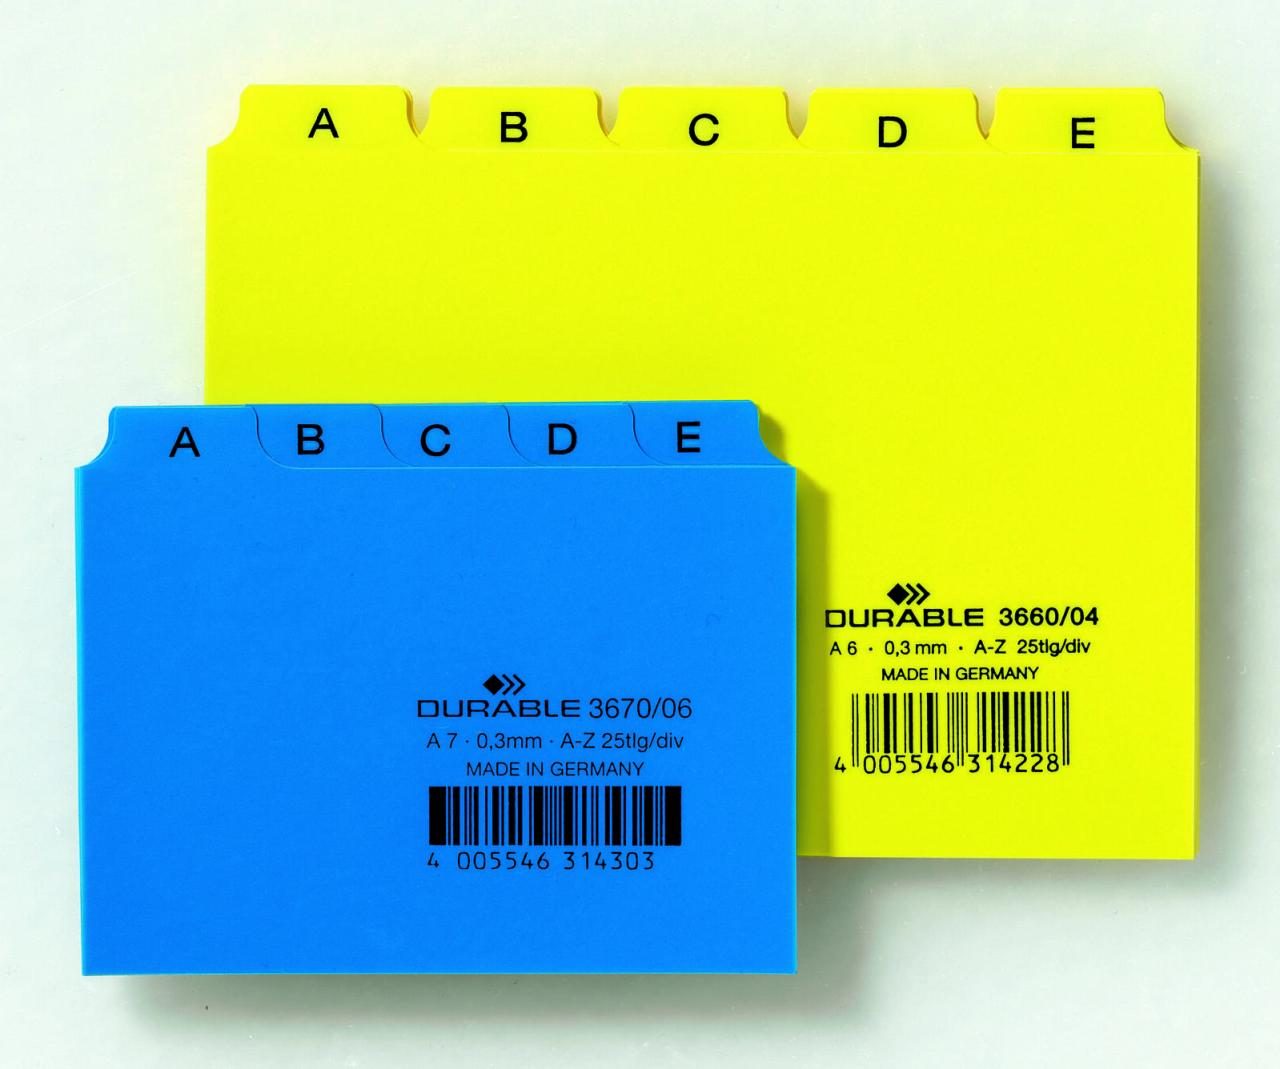 A B C D E
DURABLE 3660/04
A 6 · 0,3 mm · A-Z 25tlg/div
MADE IN GERMANY
4 005546 314228
A B C D E
DURABLE 3670/06
A 7 · 0,3mm · A-Z 25tlg/div
MADE IN GERMANY
4 005546 314303